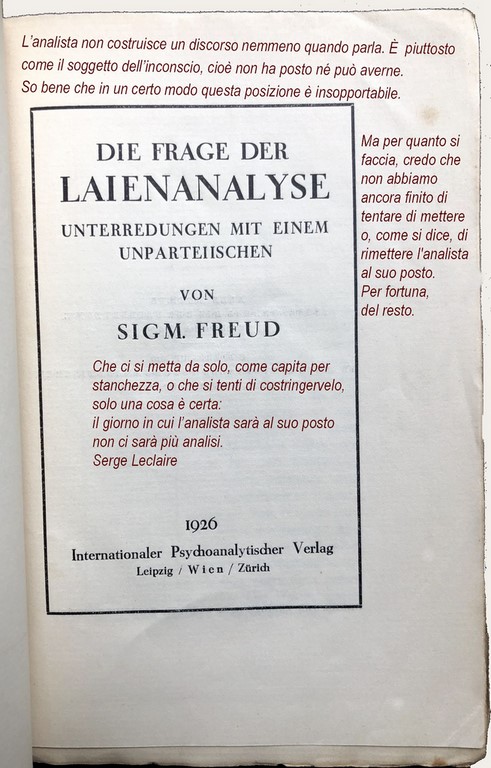 L'analista non costruisce un discorso nemmeno quando parla. È piuttosto
come il soggetto dell'inconscio, cioè non ha posto né può averne.
So bene che in un certo modo questa posizione è insopportabile.
Ma per quanto si
faccia, credo che
non abbiamo
ancora finito di
tentare di mettere
o, come si dice, di
rimettere l'analista
al suo posto.
Per fortuna,
del resto.
DIE FRAGE DER
LAIENANALYSE
UNTERREDUNGEN MIT EINEM
UNPARTEIISCHEN
VON
SIGM. FREUD
Che ci si metta da solo, come capita per
stanchezza, o che si tenti di costringervelo,
solo una cosa è certa:
il giorno in cui l'analista sarà al suo posto
non ci sarà più analisi.
Serge Leclaire
1926
Internationaler Psychoanalytischer Verlag
Leipzig / Wien / Zürich